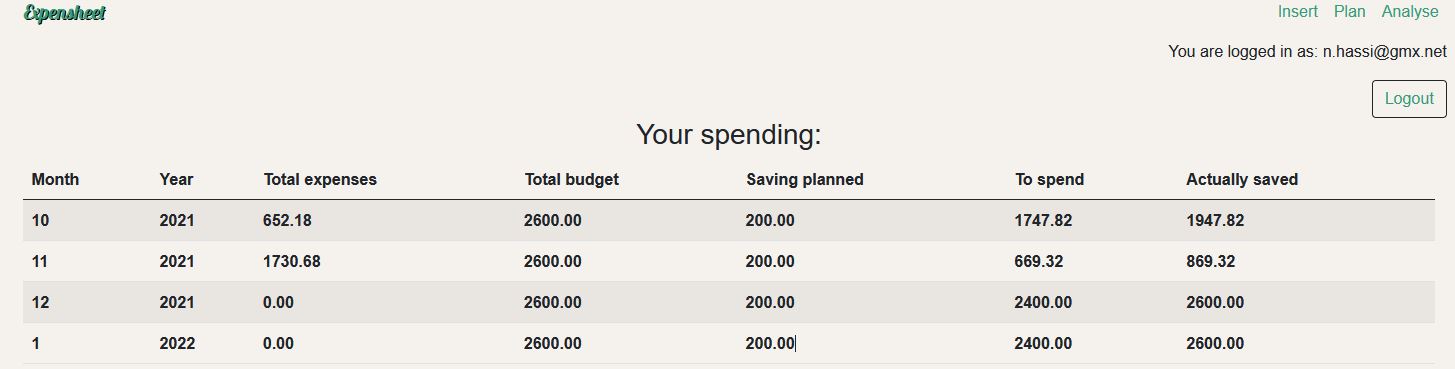 Expensheet Insert Plan Analyse
You are logged in as: n.hassi@gmx.net
Logout
Your spending:
Month Year Total expenses Total budget Saving planned To spend Actually saved
10 2021 652.18 2600.00 200.00 1747.82 1947.82
11 2021 1730.68 2600.00 200.00 669.32 869.32
12 2021 0.00 2600.00 200.00 2400.00 2600.00
1 2022 0.00 2600.00 200.00 2400.00 2600.00